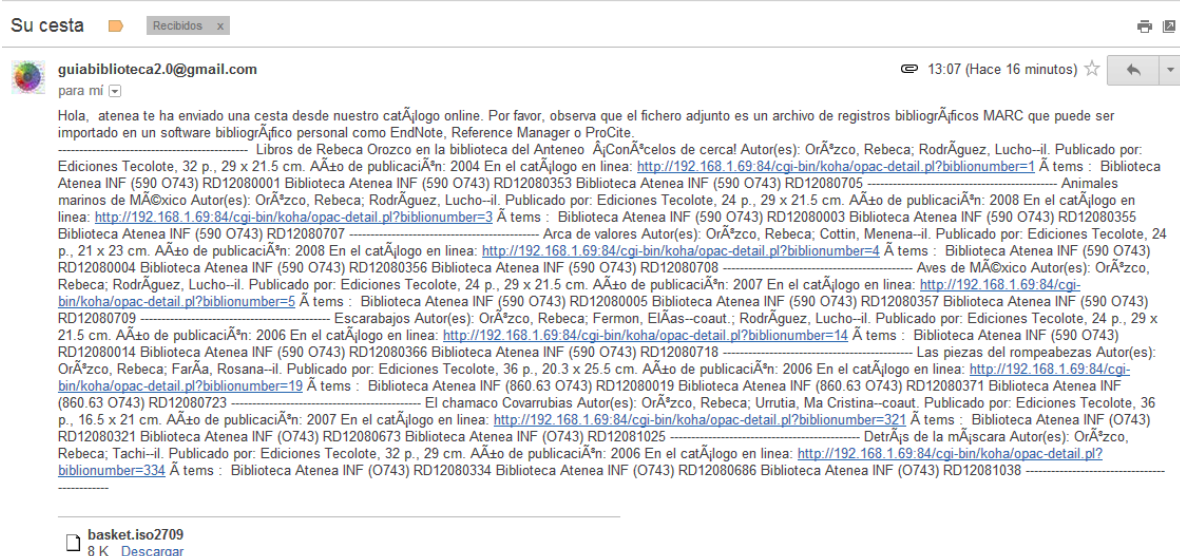 Su cesta Recibidos x
guiabiblioteca2.0@gmail.com 13:07 (Hace 16 minutos)
para mí
Hola, atenea te ha enviado una cesta desde nuestro catÃ¡logo online. Por favor, observa que el fichero adjunto es un archivo de registros bibliogrÃ¡ficos MARC que puede ser
importado en un software bibliogrÃ¡fico personal como EndNote, Reference Manager o ProCite.
-------------------------------------------- Libros de Rebeca Orozco en la biblioteca del Anteneo Â¡ConÃªcelos de cerca! Autor(es): OrÃªzco, Rebeca; RodrÃguez, Lucho--il. Publicado por:
Ediciones Tecolote, 32 p., 29 x 21.5 cm. AÃ±o de publicaciÃªn: 2004 En el catÃ¡logo en linea: http://192.168.1.69:84/cgi-bin/koha/opac-detail.pl?biblionumber=1 Ã tems : Biblioteca
Atenea INF (590 O743) RD12080001 Biblioteca Atenea INF (590 O743) RD12080353 Biblioteca Atenea INF (590 O743) RD12080705 -------------------------------------------- Animales
marinos de MÃ©xico Autor(es): OrÃªzco, Rebeca; RodrÃguez, Lucho--il. Publicado por: Ediciones Tecolote, 24 p., 29 x 21.5 cm. AÃ±o de publicaciÃªn: 2008 En el catÃ¡logo en
linea: http://192.168.1.69:84/cgi-bin/koha/opac-detail.pl?biblionumber=3 Ã tems : Biblioteca Atenea INF (590 O743) RD12080003 Biblioteca Atenea INF (590 O743) RD12080355
Biblioteca Atenea INF (590 O743) RD12080707 -------------------------------------------- Arca de valores Autor(es): OrÃªzco, Rebeca; Cottin, Menena--il. Publicado por: Ediciones Tecolote, 24
p., 21 x 23 cm. AÃ±o de publicaciÃªn: 2008 En el catÃ¡logo en linea: http://192.168.1.69:84/cgi-bin/koha/opac-detail.pl?biblionumber=4 Ã tems : Biblioteca Atenea INF (590 O743)
RD12080004 Biblioteca Atenea INF (590 O743) RD12080356 Biblioteca Atenea INF (590 O743) RD12080708 -------------------------------------------- Aves de MÃ©xico Autor(es): OrÃªzco,
Rebeca; RodrÃguez, Lucho--il. Publicado por: Ediciones Tecolote, 24 p., 29 x 21.5 cm. AÃ±o de publicaciÃªn: 2007 En el catÃ¡logo en linea: http://192.168.1.69:84/cgi-
bin/koha/opac-detail.pl?biblionumber=5 Ã tems : Biblioteca Atenea INF (590 O743) RD12080005 Biblioteca Atenea INF (590 O743) RD12080357 Biblioteca Atenea INF (590 O743)
RD12080709 -------------------------------------------- Escarabajos Autor(es): OrÃªzco, Rebeca; Fermon, ElÃas--coaut.; RodrÃguez, Lucho--il. Publicado por: Ediciones Tecolote, 24 p., 29 x
21.5 cm. AÃ±o de publicaciÃªn: 2006 En el catÃ¡logo en linea: http://192.168.1.69:84/cgi-bin/koha/opac-detail.pl?biblionumber=14 Ã tems : Biblioteca Atenea INF (590 O743)
RD12080014 Biblioteca Atenea INF (590 O743) RD12080366 Biblioteca Atenea INF (590 O743) RD12080718 -------------------------------------------- Las piezas del rompeabezas Autor(es):
OrÃªzco, Rebeca; FarÃa, Rosana--il. Publicado por: Ediciones Tecolote, 36 p., 20.3 x 25.5 cm. AÃ±o de publicaciÃªn: 2006 En el catÃ¡logo en linea: http://192.168.1.69:84/cgi-
bin/koha/opac-detail.pl?biblionumber=19 Ã tems : Biblioteca Atenea INF (860.63 O743) RD12080019 Biblioteca Atenea INF (860.63 O743) RD12080371 Biblioteca Atenea INF
(860.63 O743) RD12080723 -------------------------------------------- El chamaco Covarrubias Autor(es): OrÃªzco, Rebeca; Urrutia, Ma Cristina--coaut. Publicado por: Ediciones Tecolote, 36
p., 16.5 x 21 cm. AÃ±o de publicaciÃªn: 2007 En el catÃ¡logo en linea: http://192.168.1.69:84/cgi-bin/koha/opac-detail.pl?biblionumber=321 Ã tems : Biblioteca Atenea INF (O743)
RD12080321 Biblioteca Atenea INF (O743) RD12080673 Biblioteca Atenea INF (O743) RD12081025 -------------------------------------------- DetrÃ¡s de la mÃ¡scara Autor(es): OrÃªzco,
Rebeca; Tachi--il. Publicado por: Ediciones Tecolote, 32 p., 29 cm. AÃ±o de publicaciÃªn: 2006 En el catÃ¡logo en linea: http://192.168.1.69:84/cgi-bin/koha/opac-detail.pl?
biblionumber=334 Ã tems : Biblioteca Atenea INF (O743) RD12080334 Biblioteca Atenea INF (O743) RD12080686 Biblioteca Atenea INF (O743) RD12081038 --------------------------------
------------
basket.iso2709
8 K Descargar